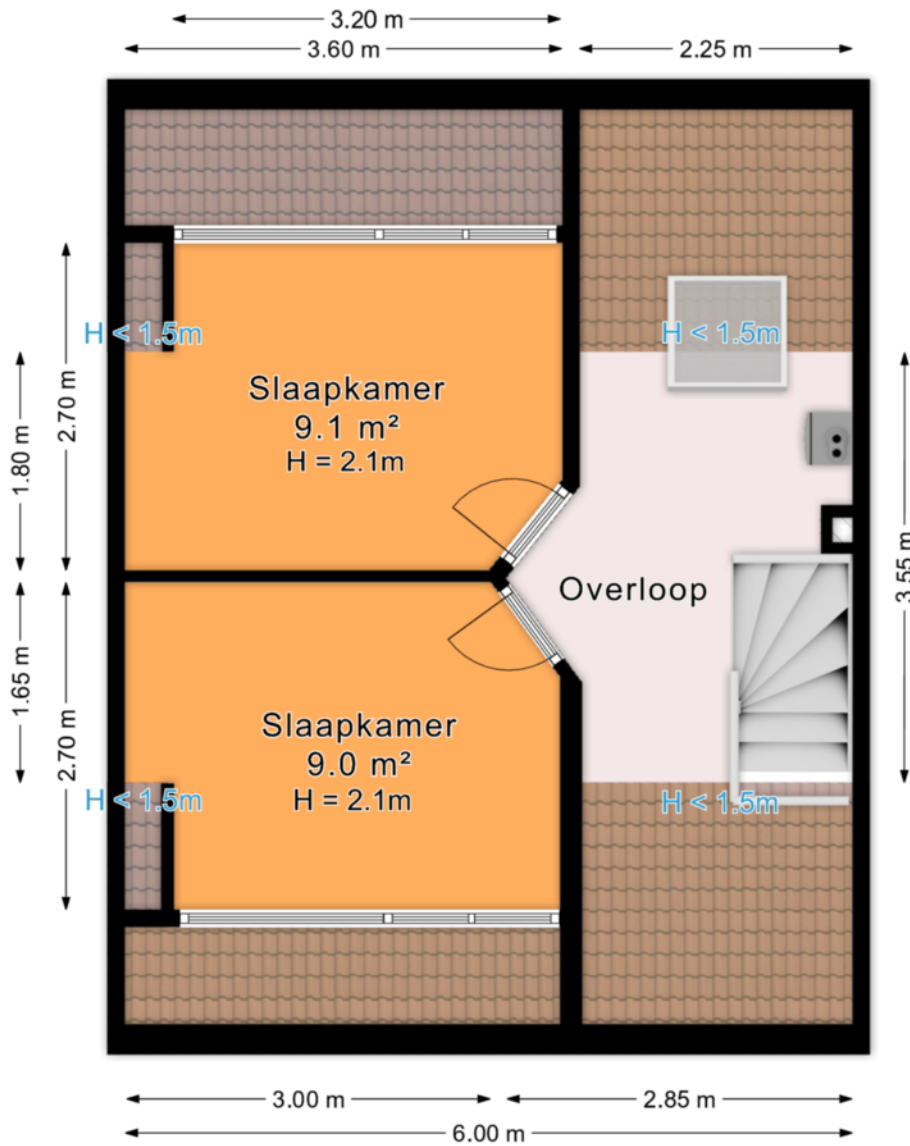 3.20 m
3.60 m
2.25 m
H < 1.5m
H < 1.5m
2.70 m
1.80 m
Slaapkamer
9.1 m²
H = 2.1m
3.55 m
Overloop
1.65 m
2.70 m
Slaapkamer
9.0 m²
H = 2.1m
H < 1.5m
H < 1.5m
3.00 m
2.85 m
6.00 m